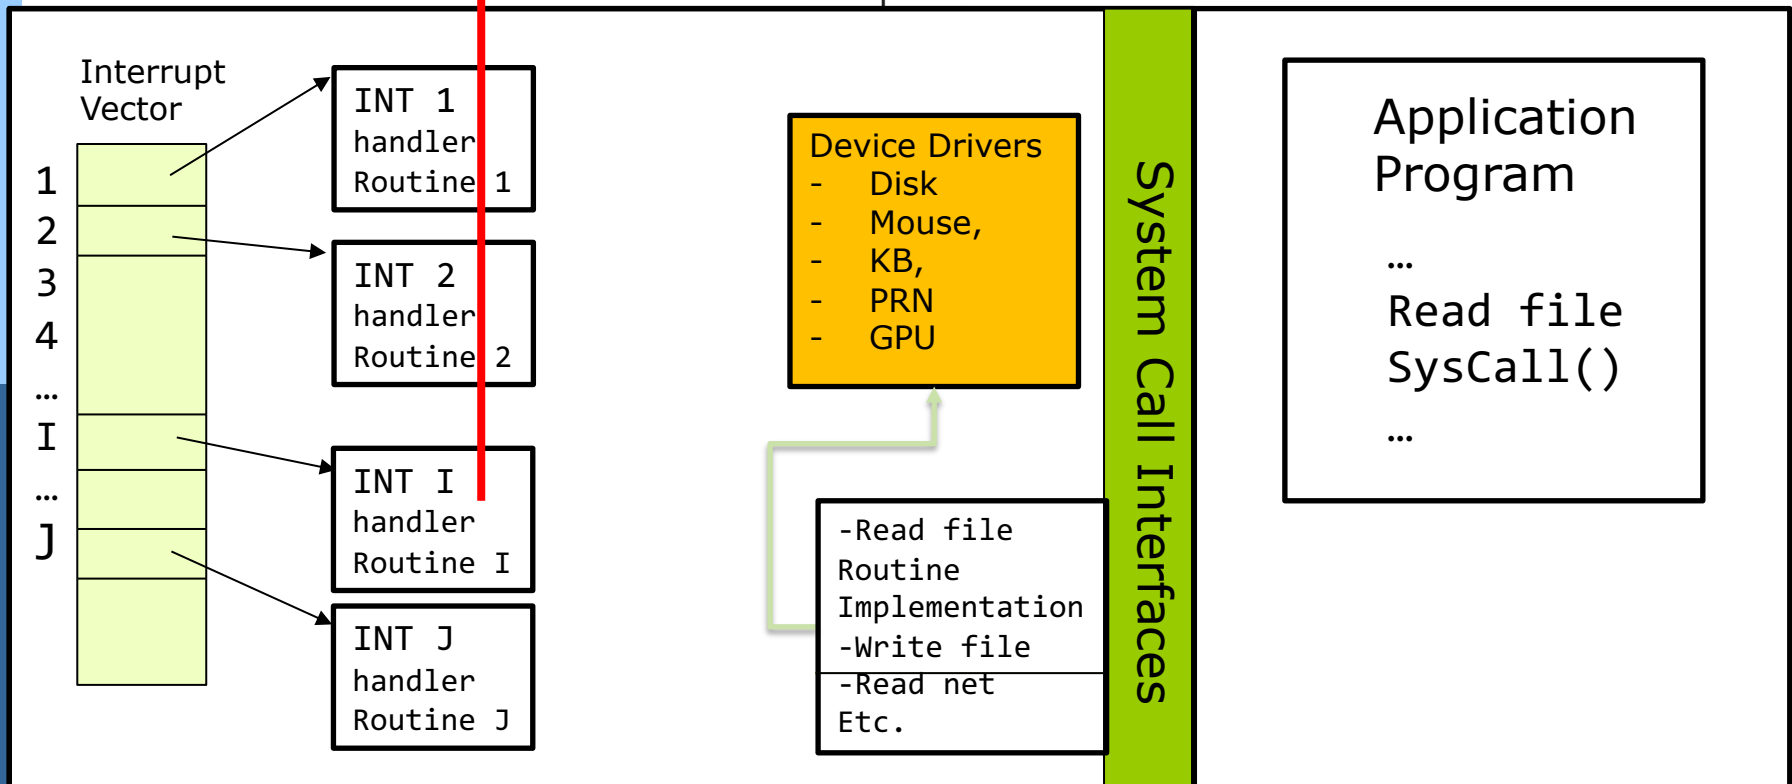 Interrupt
Vector
1
2
3
4
…
I
…
J
INT 1
handler
Routine 1
INT 2
handler
Routine 2
INT I
handler
Routine I
INT J
handler
Routine J
Device Drivers
- Disk
- Mouse,
- KB,
- PRN
- GPU
-Read file
Routine
Implementation
-Write file
-Read net
Etc.
System Call Interfaces
Application
Program
…
Read file
SysCall()
…